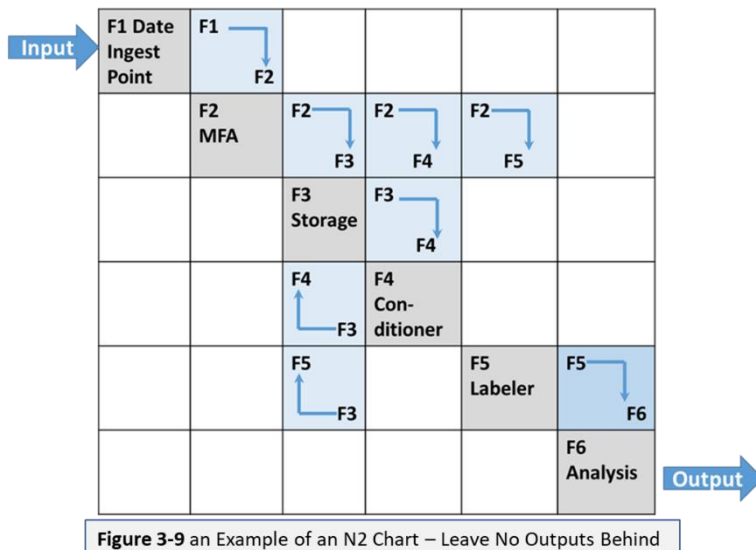 F1 Date
Ingest
Point
Input
F1
F2
F2
MFA
F2
F3
F2
F4
F2
F5
F3
Storage
F3
F4
F4
F3
F4
Con-
ditioner
F5
F3
F5
Labeler
F5
F6
F6
Analysis
Output
Figure 3-9 an Example of an N2 Chart – Leave No Outputs Behind